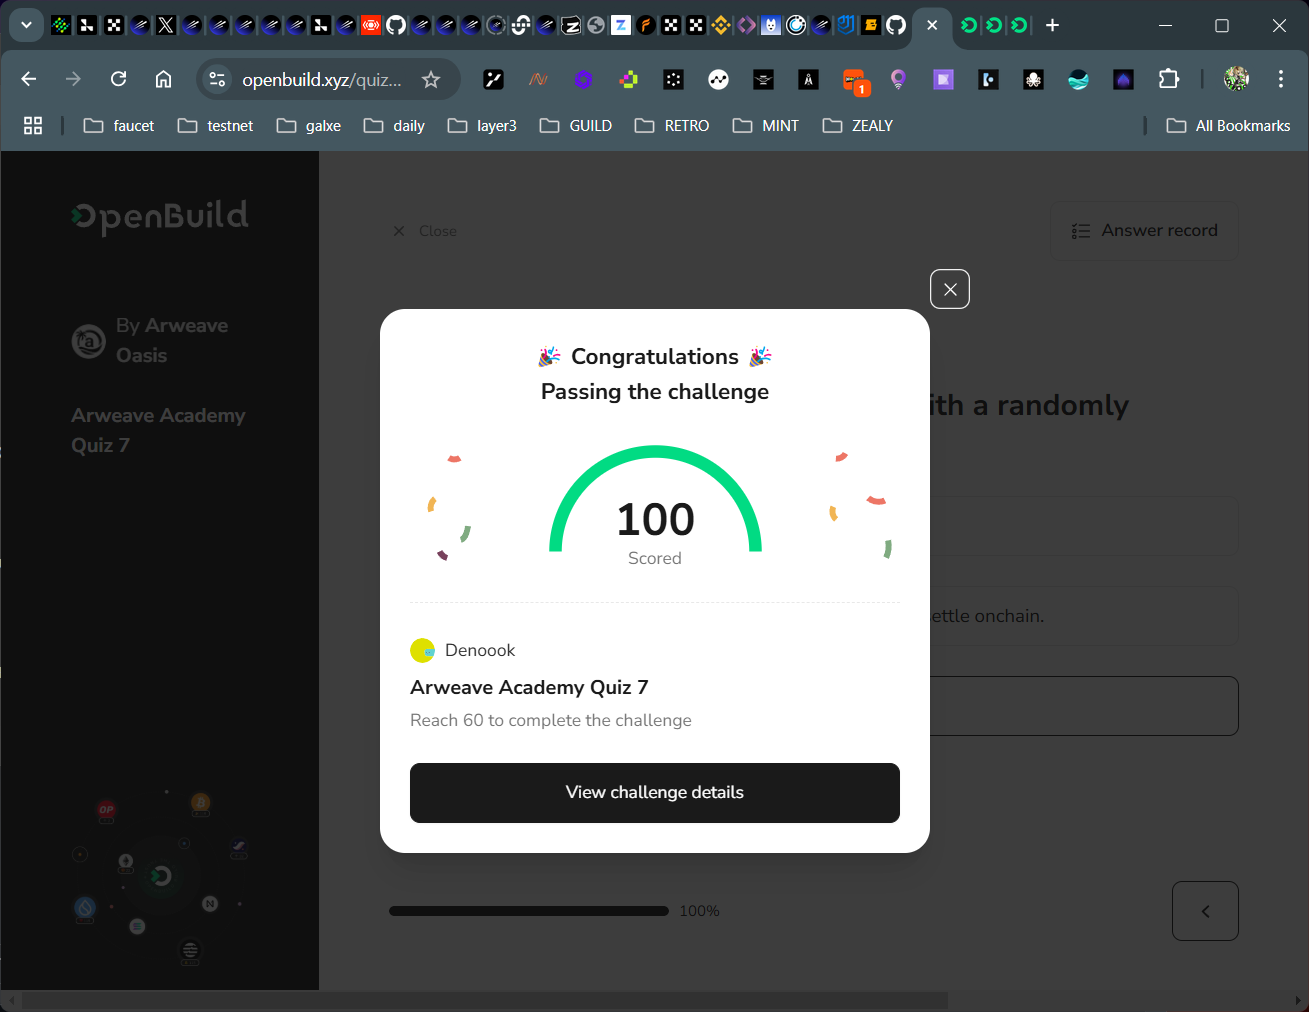 openbuild.xyz/quiz...
1
faucet
testnet
galxe
daily
layer3
GUILD
RETRO
MINT
ZEALY
All Bookmarks
OpenBuild
Close
Answer record
By Arweave
Oasis
Arweave Academy
Quiz 7
ith a randomly
Congratulations
Passing the challenge
100
Scored
ettle onchain.
Denoook
Arweave Academy Quiz 7
Reach 60 to complete the challenge
View challenge details
OP
100%